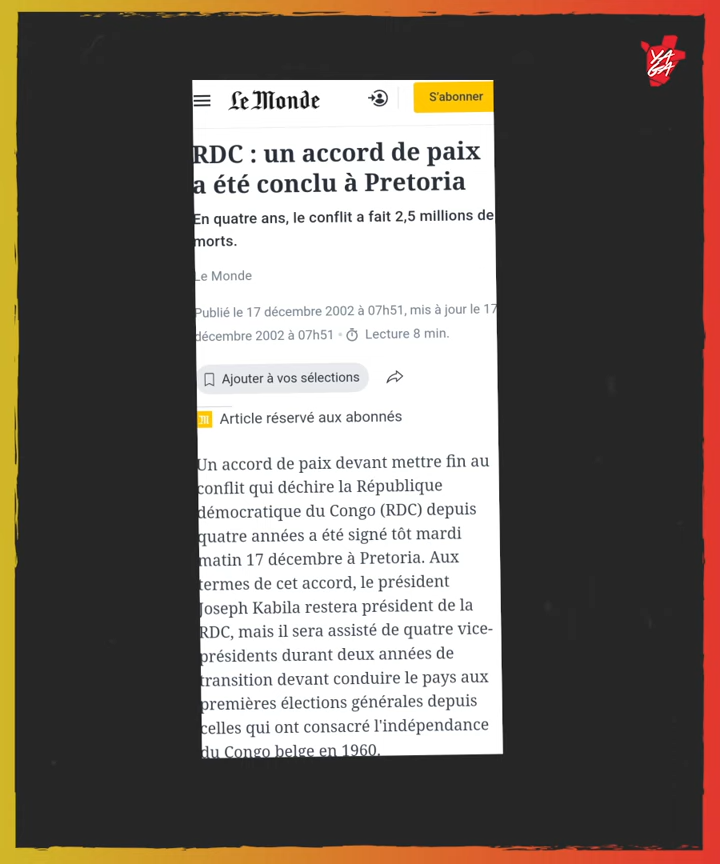 YA
GA
Le Monde
S'abonner
RDC : un accord de paix
a été conclu à Pretoria
En quatre ans, le conflit a fait 2,5 millions de
morts.
Le Monde
Publié le 17 décembre 2002 à 07h51, mis à jour le 17
décembre 2002 à 07h51 • Lecture 8 min.
Ajouter à vos sélections
Article réservé aux abonnés
Un accord de paix devant mettre fin au
conflit qui déchire la République
démocratique du Congo (RDC) depuis
quatre années a été signé tôt mardi
matin 17 décembre à Pretoria. Aux
termes de cet accord, le président
Joseph Kabila restera président de la
RDC, mais il sera assisté de quatre vice-
présidents durant deux années de
transition devant conduire le pays aux
premières élections générales depuis
celles qui ont consacré l'indépendance
du Congo belge en 1960.